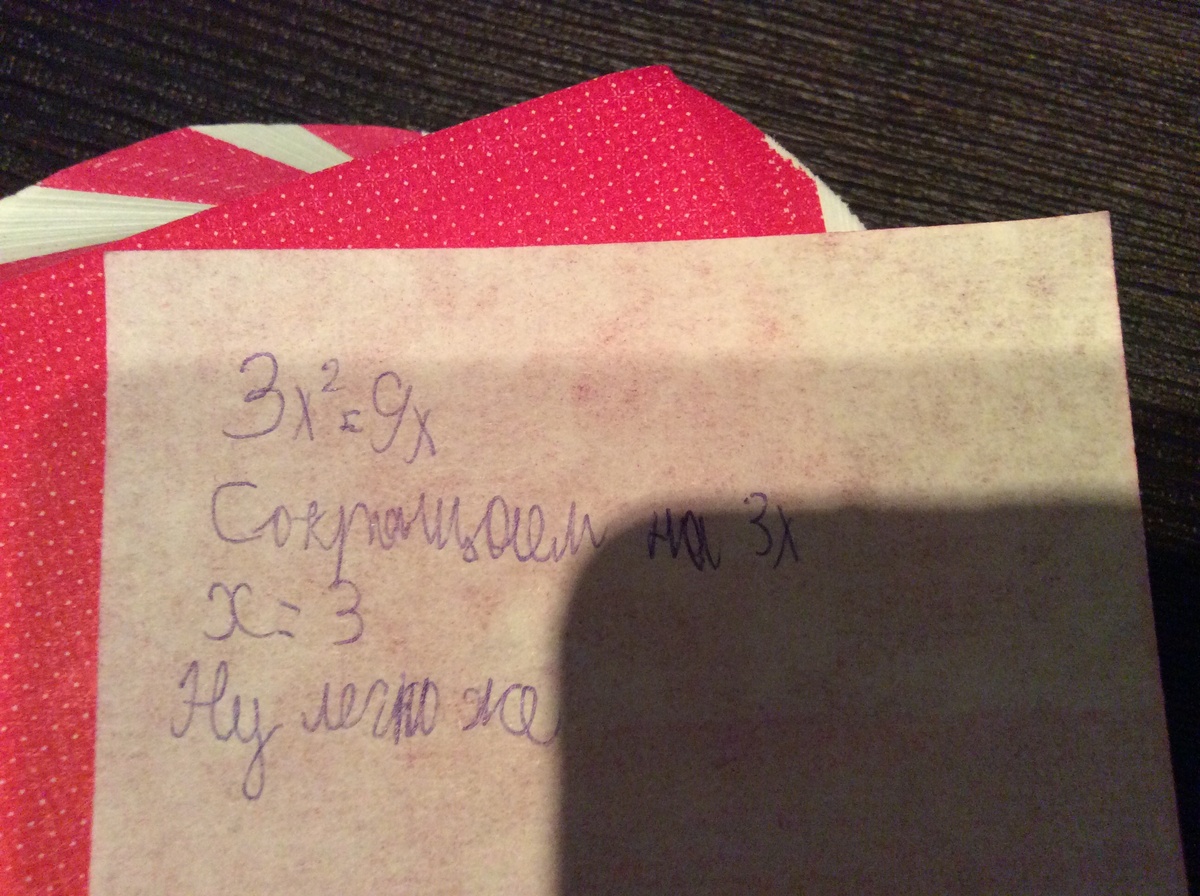 3x²=9x
Сокращаем на 3x
x=3
Ну легко же